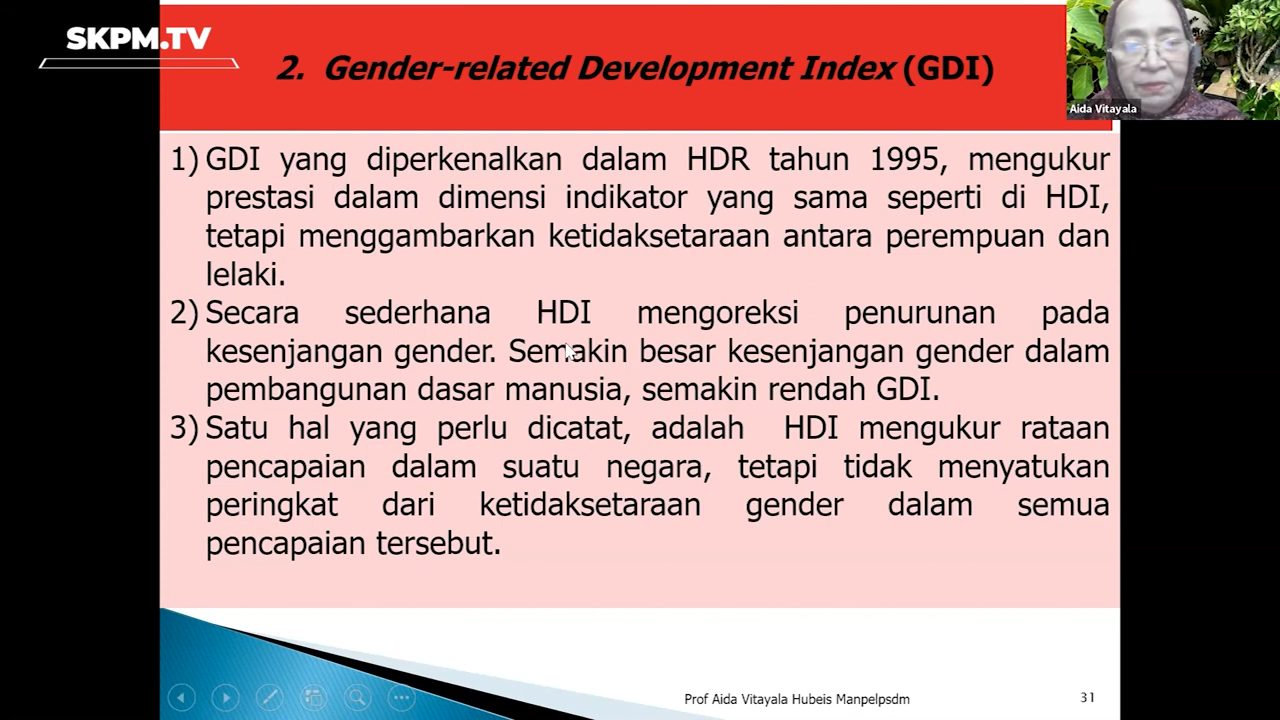 SKPM.TV
2. Gender-related Development Index (GDI)
Aida Vitayala
1) GDI yang diperkenalkan dalam HDR tahun 1995, mengukur
prestasi dalam dimensi indikator yang sama seperti di HDI,
tetapi menggambarkan ketidaksetaraan antara perempuan dan
lelaki.
2) Secara sederhana HDI mengoreksi penurunan pada
kesenjangan gender. Semakin besar kesenjangan gender dalam
pembangunan dasar manusia, semakin rendah GDI.
3) Satu hal yang perlu dicatat, adalah HDI mengukur rataan
pencapaian dalam suatu negara, tetapi tidak menyatukan
peringkat dari ketidaksetaraan gender dalam semua
pencapaian tersebut.
Prof Aida Vitayala Hubeis Manpelpsdm
31